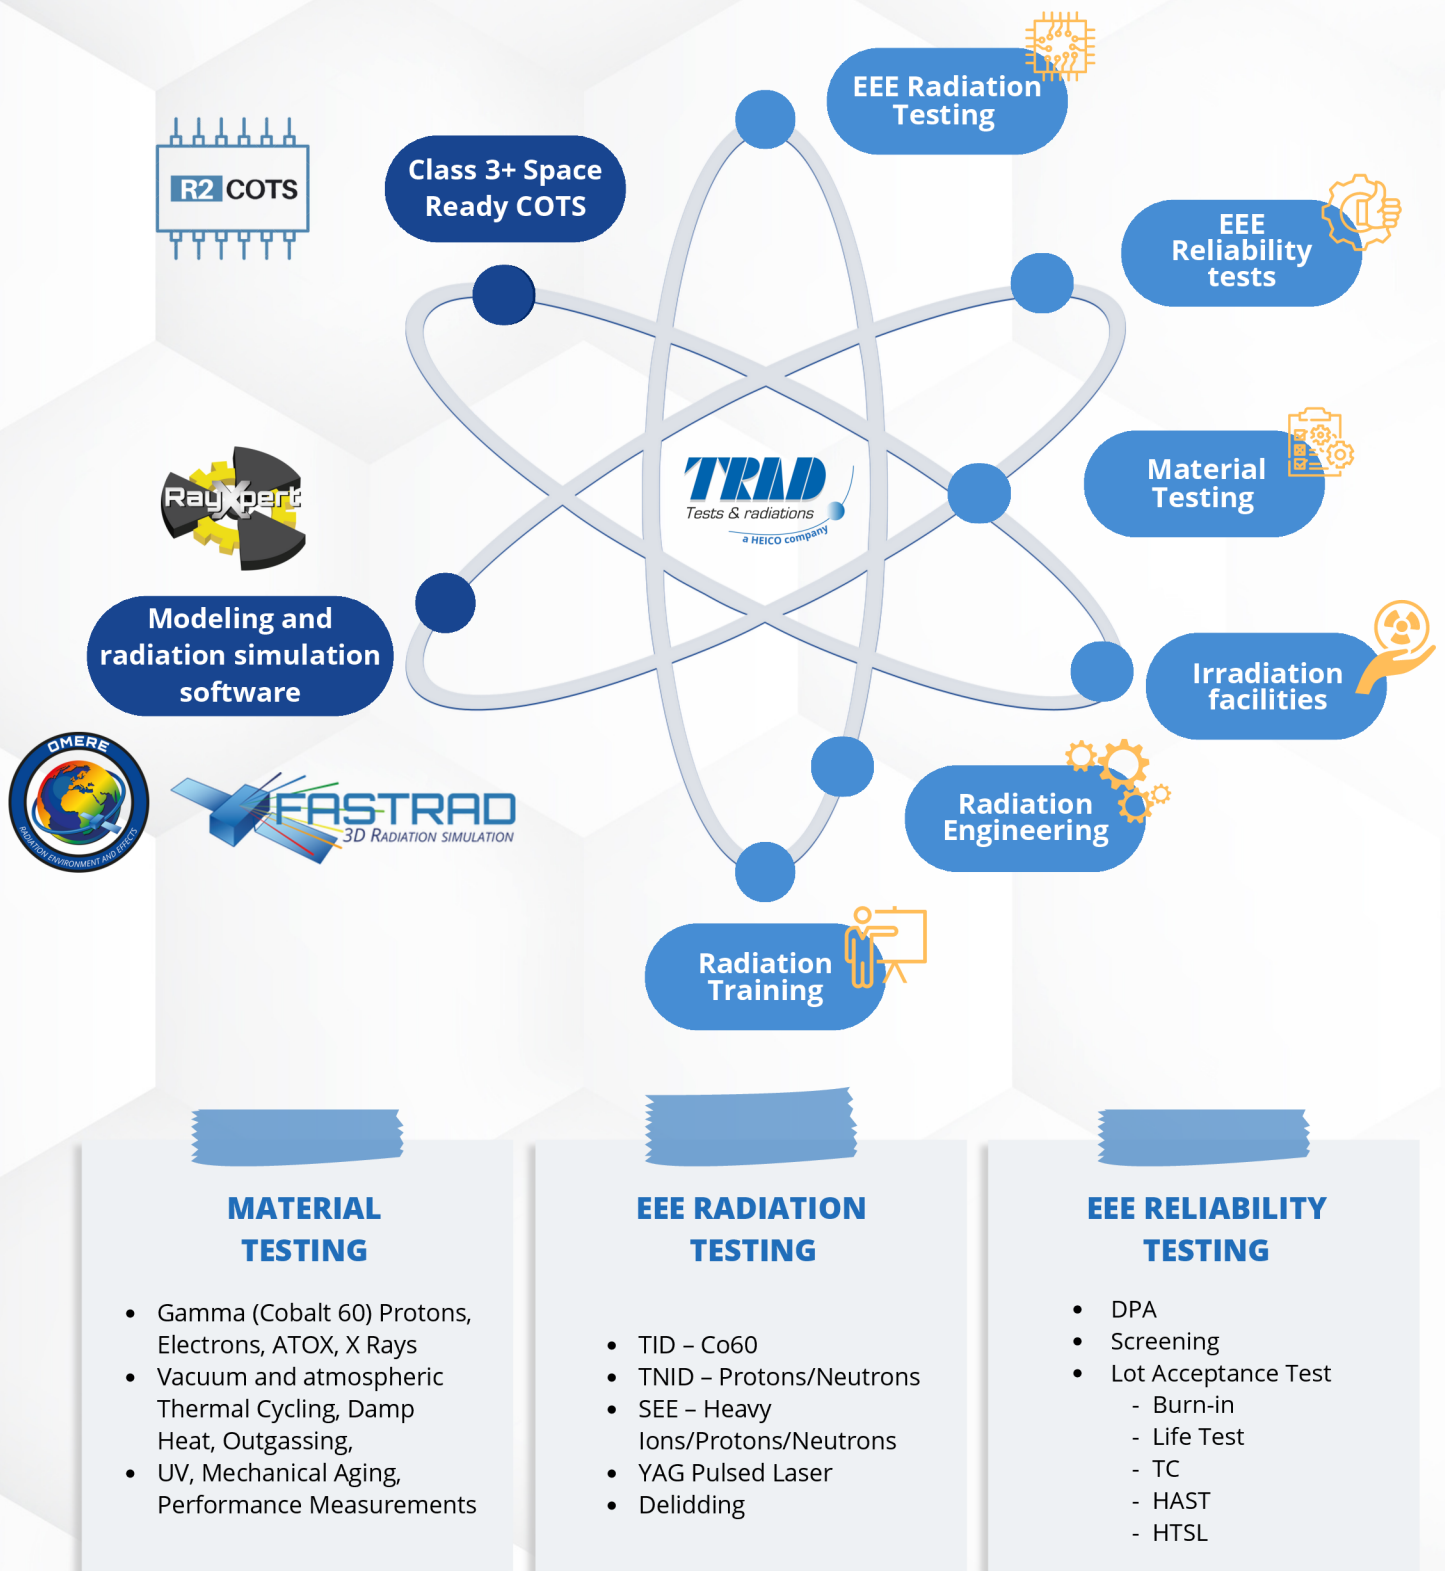 EEE Radiation
Testing
R2 COTS
Class 3+ Space
Ready COTS
EEE
Reliability
tests
TRAD
Tests & radiations
a HEICO company
Material
Testing
RayXpert
Modeling and
radiation simulation
software
Irradiation
facilities
OMERE
RADIATION ENVIRONMENT AND EFFECTS
FASTRAD
3D RADIATION SIMULATION
Radiation
Engineering
Radiation
Training
MATERIAL
TESTING
• Gamma (Cobalt 60) Protons,
Electrons, ATOX, X Rays
• Vacuum and atmospheric
Thermal Cycling, Damp
Heat, Outgassing,
• UV, Mechanical Aging,
Performance Measurements
EEE RADIATION
TESTING
• TID – Co60
• TNID – Protons/Neutrons
• SEE – Heavy
Ions/Protons/Neutrons
• YAG Pulsed Laser
• Delidding
EEE RELIABILITY
TESTING
• DPA
• Screening
• Lot Acceptance Test
- Burn-in
- Life Test
- TC
- HAST
- HTSL